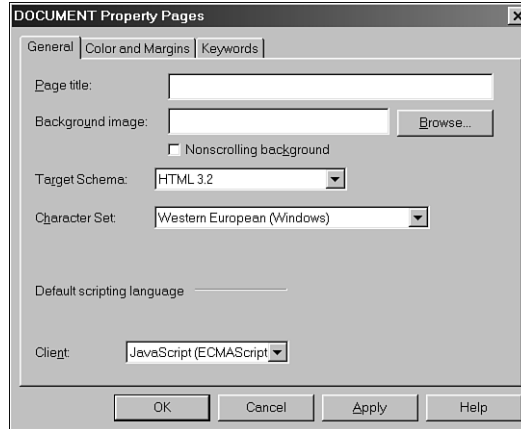 DOCUMENT Property Pages
General Color and Margins Keywords
Page title:
Background image: Browse...
Nonscrolling background
Target Schema: HTML 3.2
Character Set: Western European (Windows)
Default scripting language
Client: JavaScript (ECMAScript
OK Cancel Apply Help